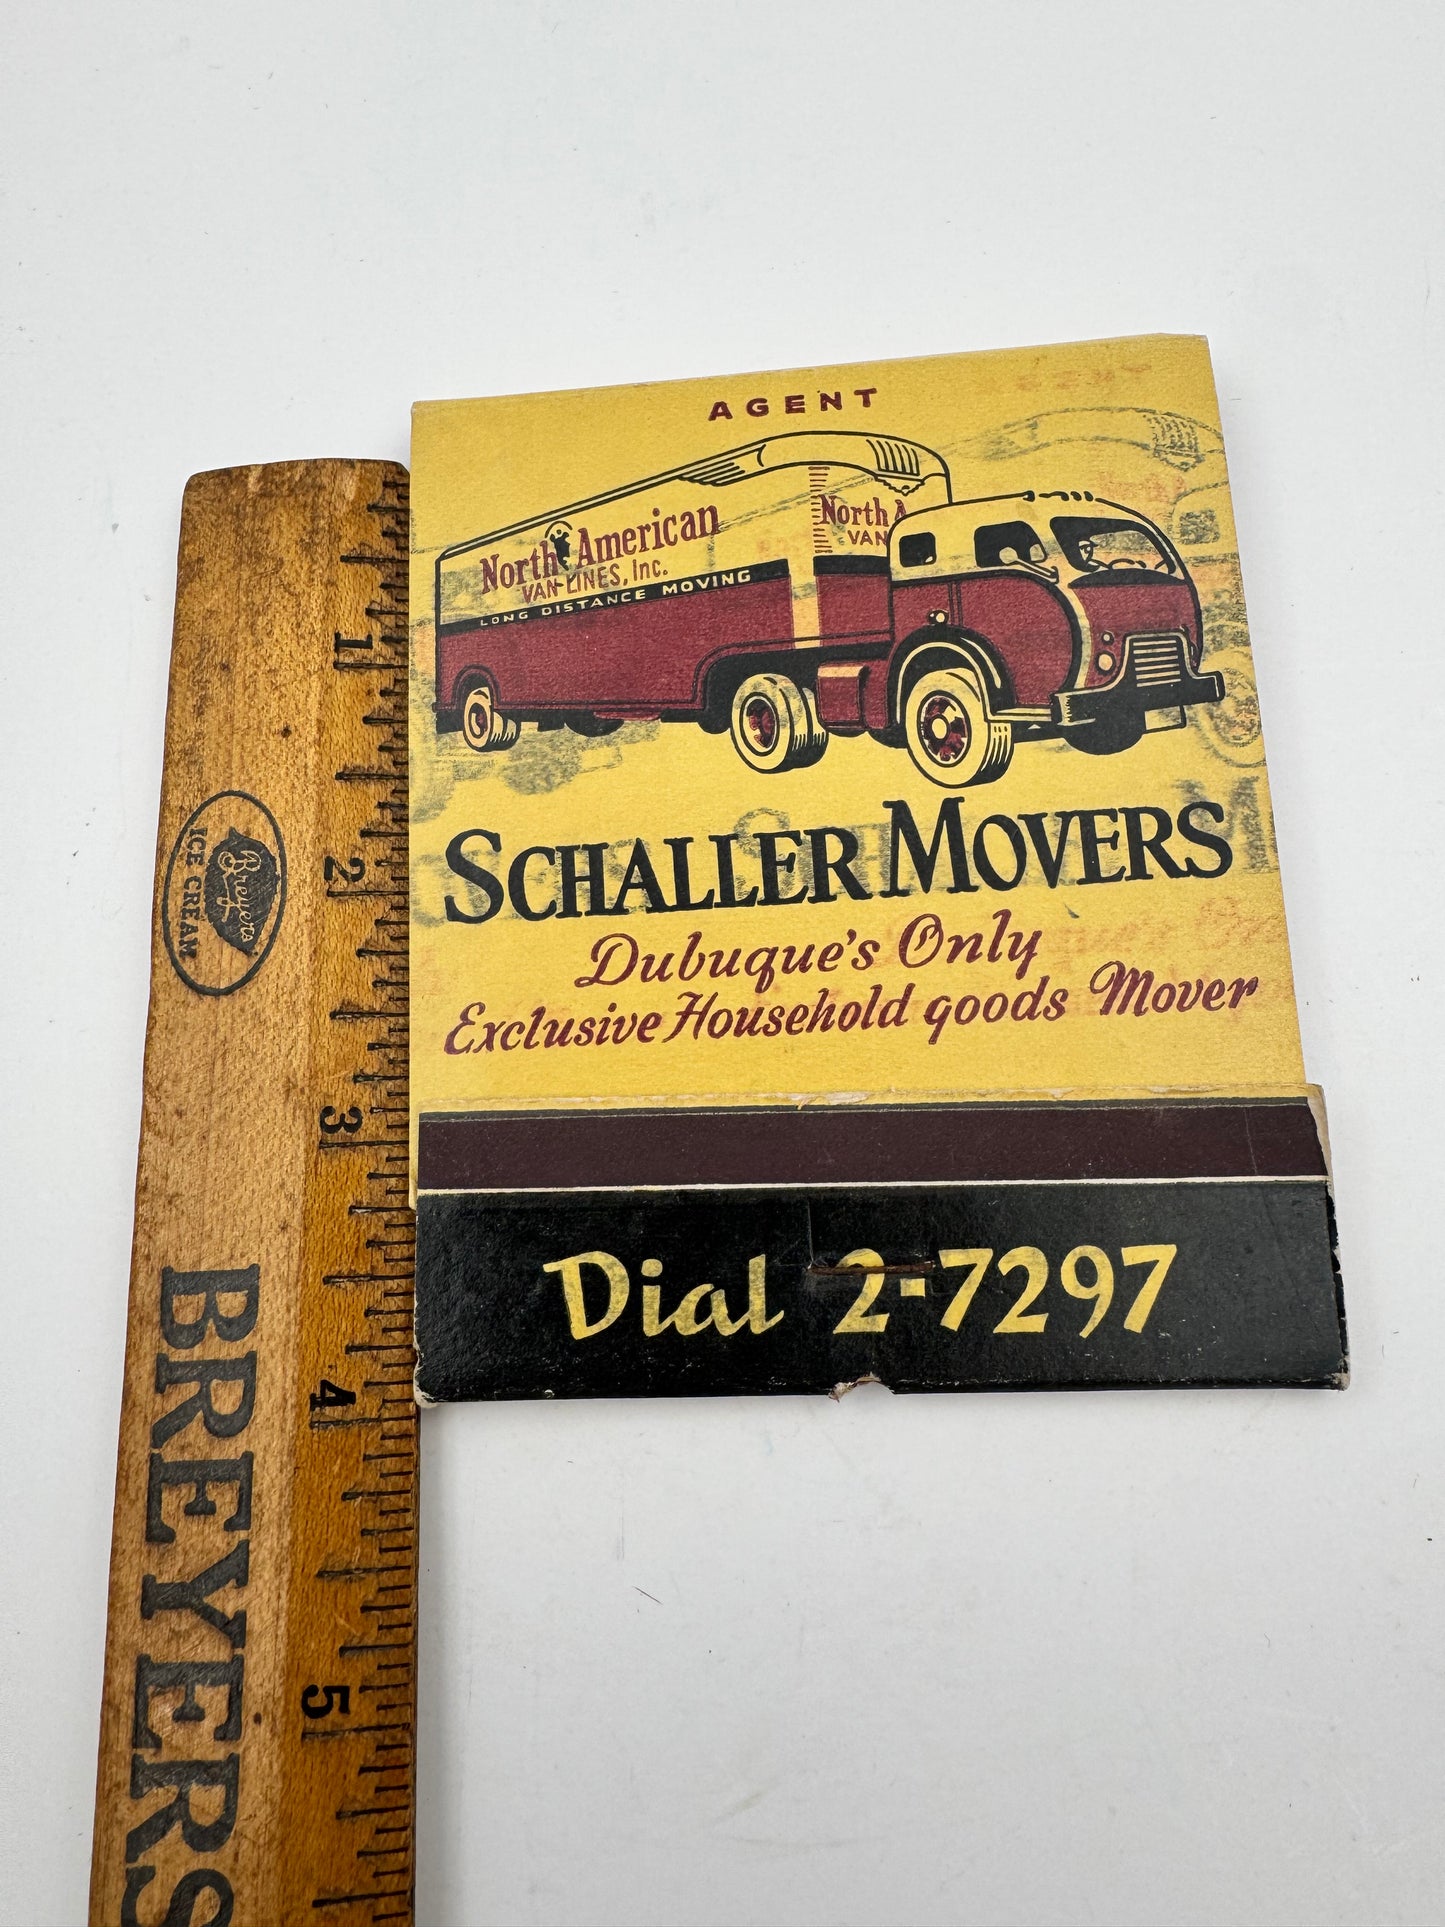 AGENT
North American
VAN LINES, Inc.
LONG DISTANCE MOVING
North A
VAN
SCHALLER MOVERS
Dubuque's Only
Exclusive Household goods Mover
Dial 2-7297
1
2
3
4
5
Breyers
ICE CREAM
BREYERS